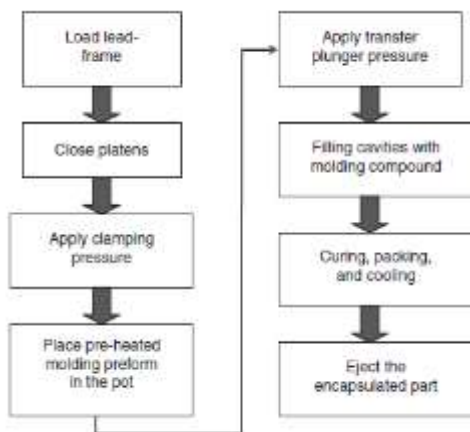 Load lead-
frame
Close platens
Apply clamping
pressure
Place pre-heated
molding preform
in the pot
Apply transfer
plunger pressure
Filling cavities with
molding compound
Curing, packing,
and cooling
Eject the
encapsulated part